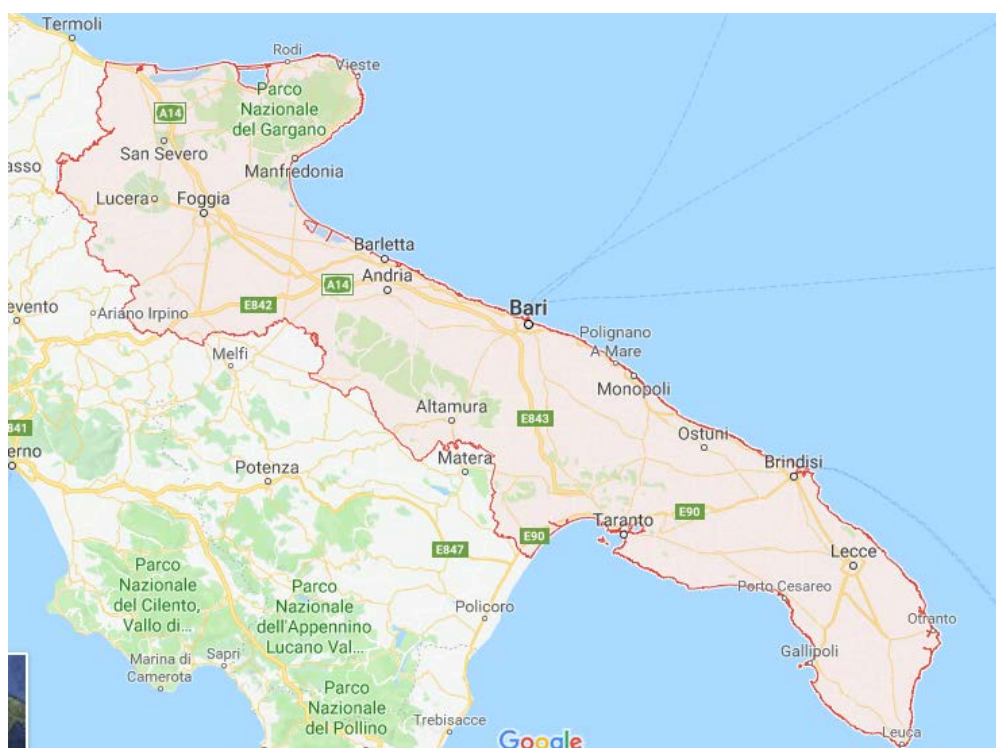 Termoli
Rodi
Vieste
Parco
Nazionale
del Gargano
A14
San Severo
asso
Manfredonia
Lucera
Foggia
Barletta
Andria
A14
E842
evento
Ariano Irpino
Bari
Polignano
A Mare
Melfi
Monopoli
Altamura
E843
841
Ostuni
erno
Potenza
Matera
Brindisi
Taranto
E90
E90
E847
Lecce
Parco
Nazionale
del Cilento,
Vallo di...
Parco
Nazionale
dell'Appennino
Lucano Val...
Porto Cesareo
Policoro
Otranto
Gallipoli
Marina di
Camerota
Sapri
Parco
Nazionale
del Pollino
Trebisacce
Google
Leuca